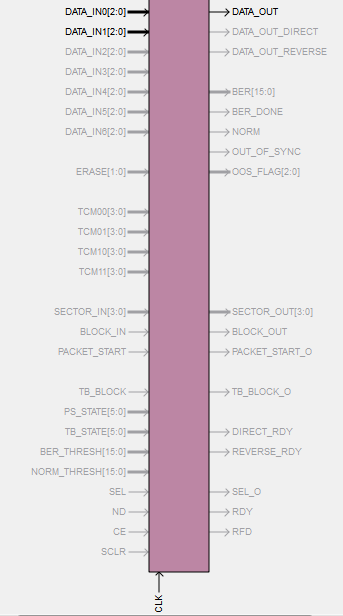 DATA_IN0[2:0] DATA_OUT
DATA_IN1[2:0] DATA_OUT_DIRECT
DATA_IN2[2:0] DATA_OUT_REVERSE
DATA_IN3[2:0]
DATA_IN4[2:0] BER[15:0]
DATA_IN5[2:0] BER_DONE
DATA_IN6[2:0] NORM
OUT_OF_SYNC
ERASE[1:0] OOS_FLAG[2:0]
TCM00[3:0]
TCM01[3:0]
TCM10[3:0]
TCM11[3:0]
SECTOR_IN[3:0] SECTOR_OUT[3:0]
BLOCK_IN BLOCK_OUT
PACKET_START PACKET_START_O
TB_BLOCK TB_BLOCK_O
PS_STATE[5:0]
TB_STATE[5:0] DIRECT_RDY
BER_THRESH[15:0] REVERSE_RDY
NORM_THRESH[15:0]
SEL SEL_O
ND RDY
CE RFD
SCLR
CLK